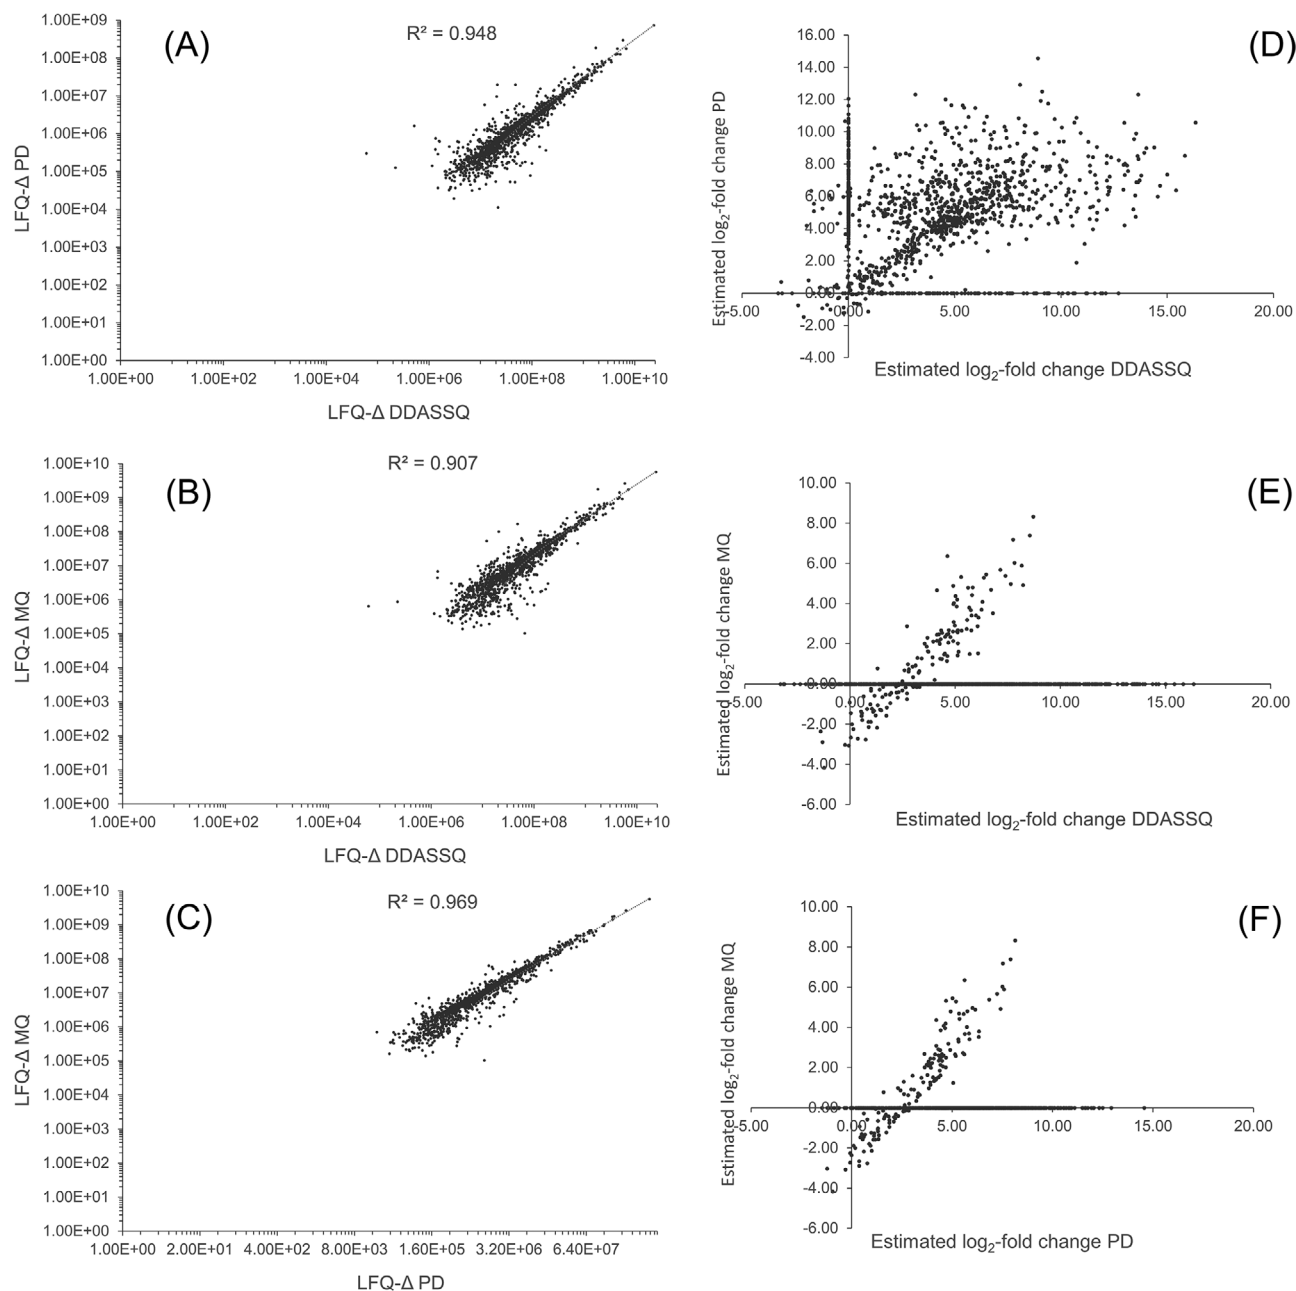 (A)
R² = 0.948
1.00E+09
1.00E+08
1.00E+07
1.00E+06
1.00E+05
1.00E+04
1.00E+03
1.00E+02
1.00E+01
1.00E+00
1.00E+00 1.00E+02 1.00E+04 1.00E+06 1.00E+08 1.00E+10
LFQ-Δ PD
LFQ-Δ DDASSQ
(D)
16.00
14.00
12.00
10.00
8.00
6.00
4.00
2.00
0.00
-2.00
-4.00
-5.00 0.00 5.00 10.00 15.00 20.00
Estimated log₂-fold change PD
Estimated log₂-fold change DDASSQ
(B)
R² = 0.907
1.00E+10
1.00E+09
1.00E+08
1.00E+07
1.00E+06
1.00E+05
1.00E+04
1.00E+03
1.00E+02
1.00E+01
1.00E+00
1.00E+00 1.00E+02 1.00E+04 1.00E+06 1.00E+08 1.00E+10
LFQ-Δ MQ
LFQ-Δ DDASSQ
(E)
10.00
8.00
6.00
4.00
2.00
0.00
-2.00
-4.00
-6.00
-5.00 0.00 5.00 10.00 15.00 20.00
Estimated log₂-fold change MQ
Estimated log₂-fold change DDASSQ
(C)
R² = 0.969
1.00E+10
1.00E+09
1.00E+08
1.00E+07
1.00E+06
1.00E+05
1.00E+04
1.00E+03
1.00E+02
1.00E+01
1.00E+00
1.00E+00 2.00E+01 4.00E+02 8.00E+03 1.60E+05 3.20E+06 6.40E+07
LFQ-Δ MQ
LFQ-Δ PD
(F)
10.00
8.00
6.00
4.00
2.00
0.00
-2.00
-4.00
-6.00
-5.00 0.00 5.00 10.00 15.00 20.00
Estimated log₂-fold change MQ
Estimated log₂-fold change PD